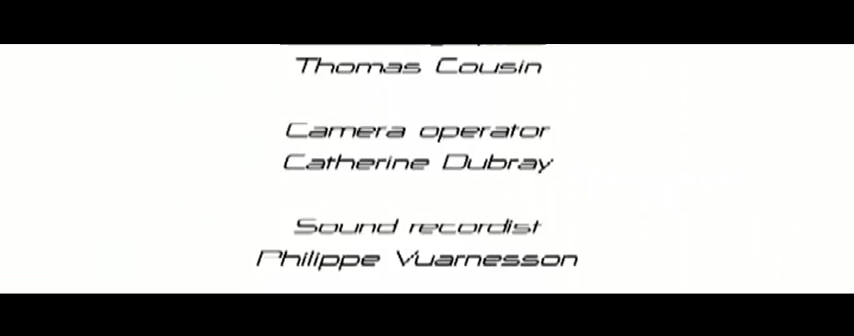 Thomas Cousin
Camera operator
Catherine Dubray
Sound recordist
Philippe Vuarnesson